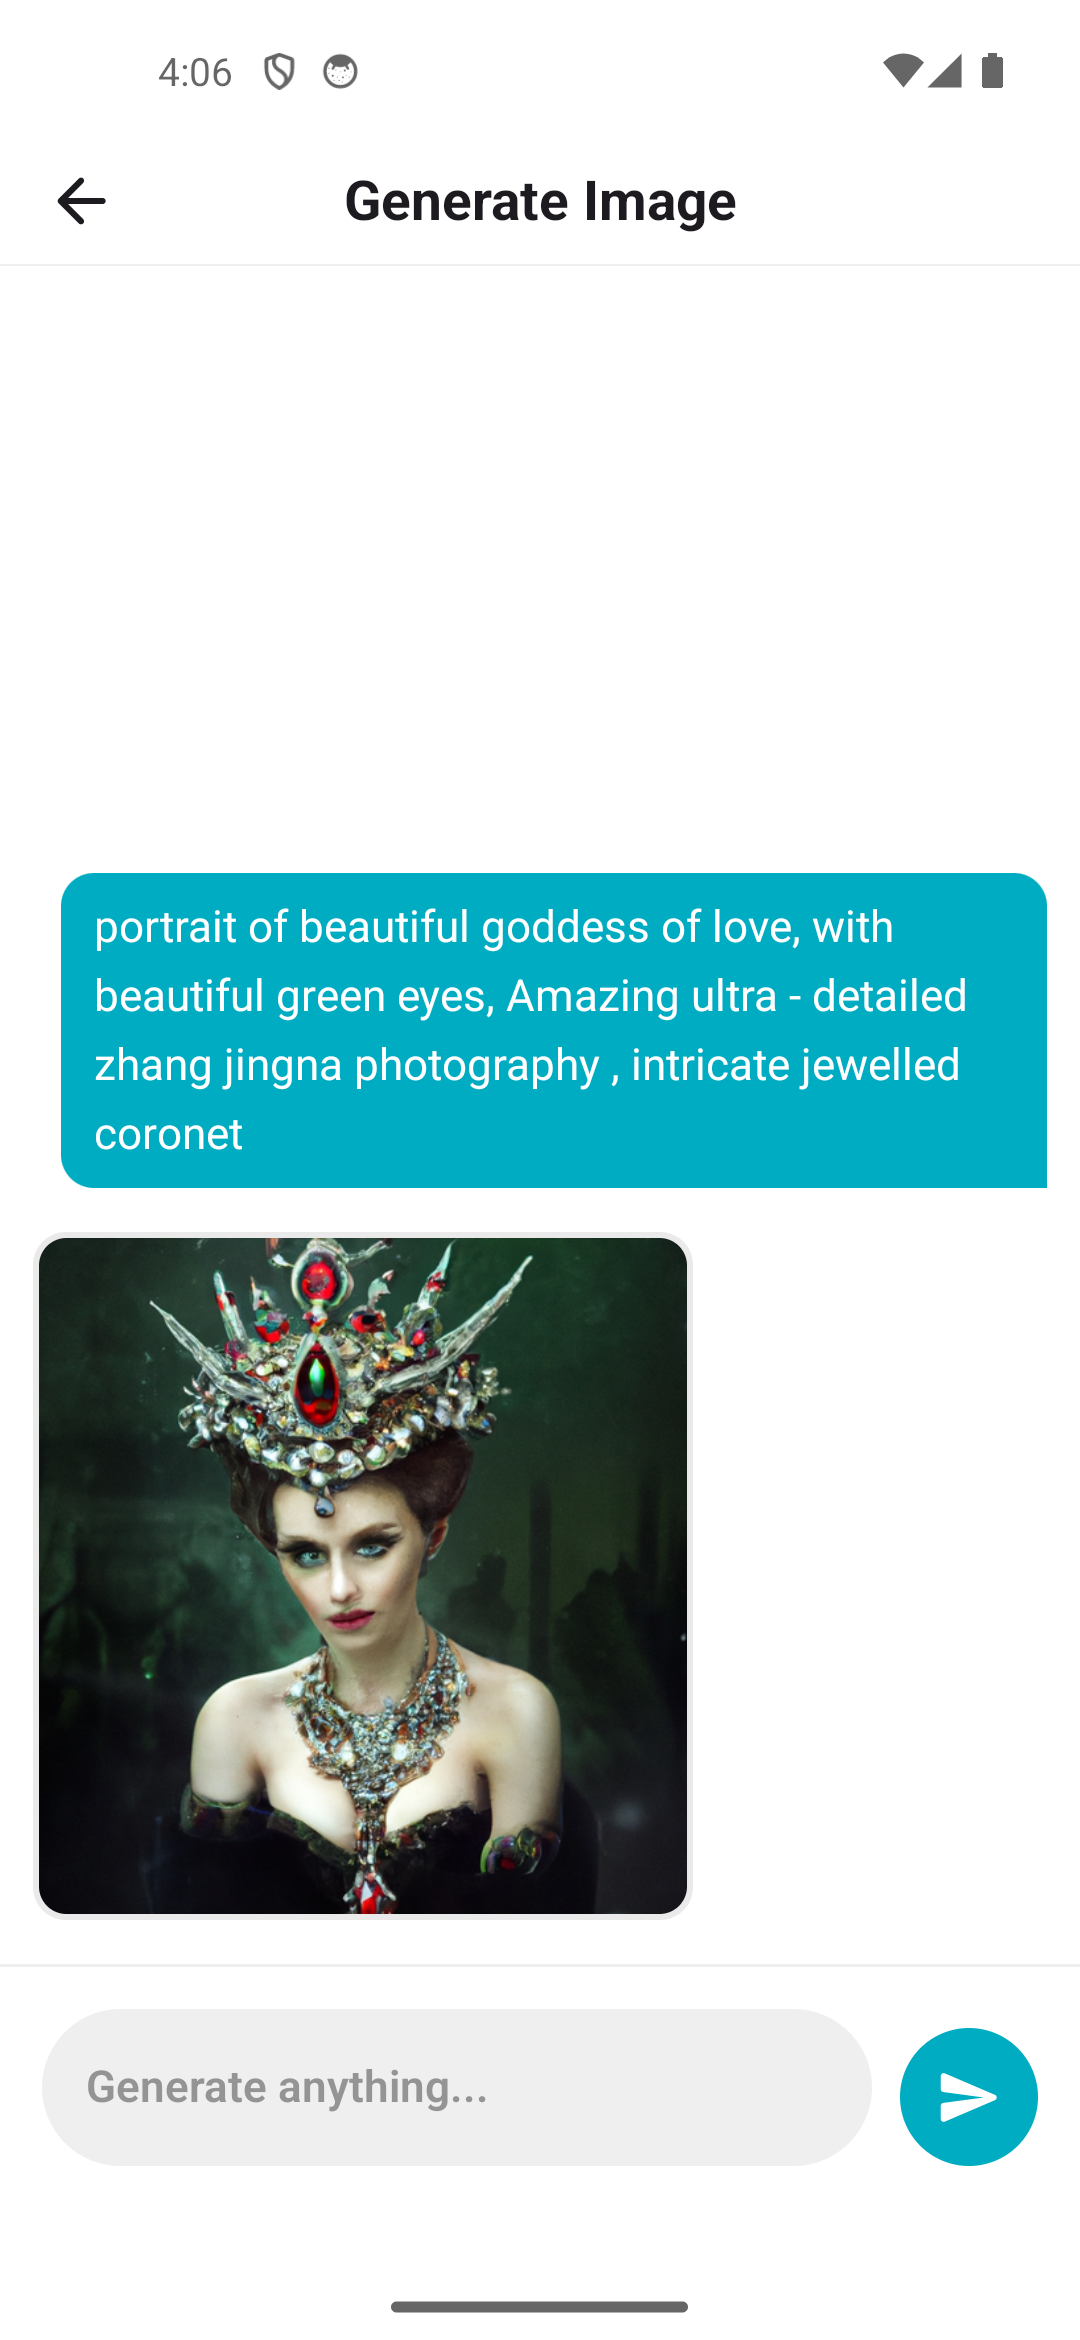 4:06
Generate Image
portrait of beautiful goddess of love, with
beautiful green eyes, Amazing ultra - detailed
zhang jingna photography , intricate jewelled
coronet
Generate anything...